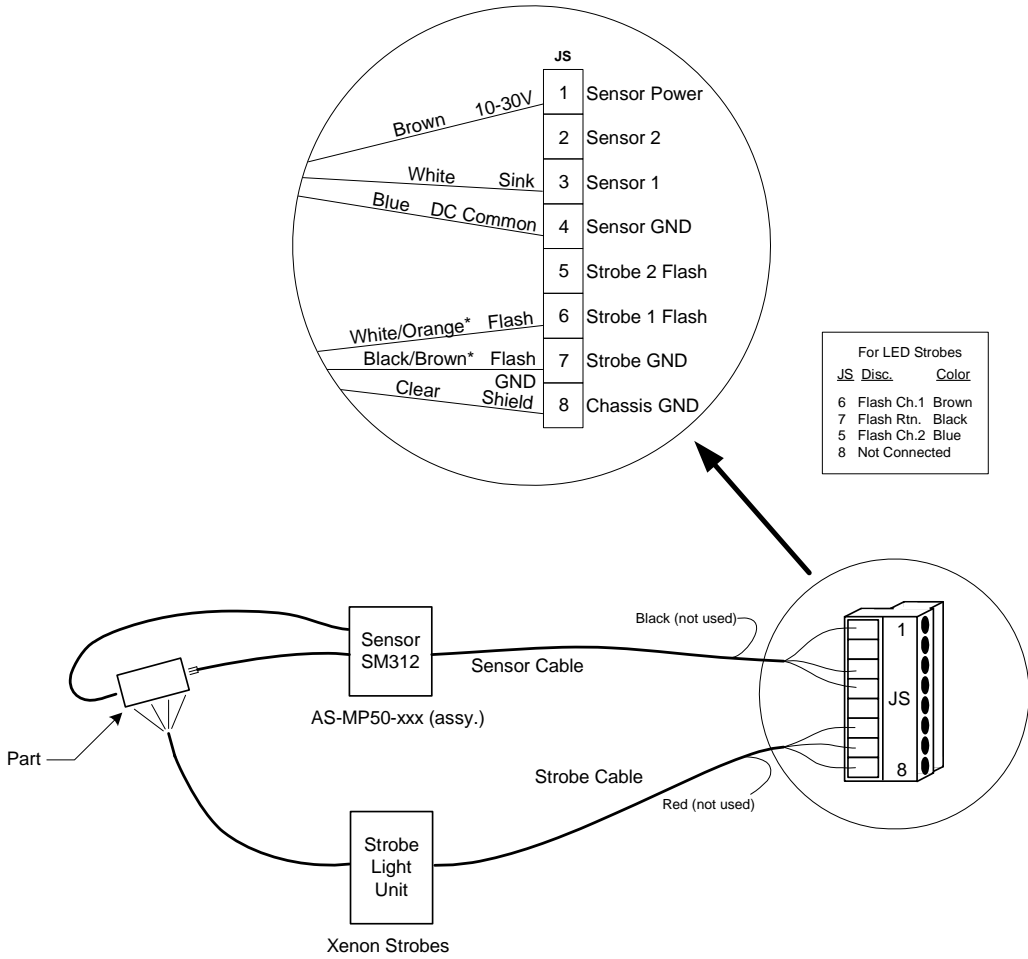 JS
Brown 10-30V 1 Sensor Power
2 Sensor 2
White Sink 3 Sensor 1
Blue DC Common 4 Sensor GND
5 Strobe 2 Flash
White/Orange* Flash 6 Strobe 1 Flash
Black/Brown* Flash GND 7 Strobe GND
Clear Shield 8 Chassis GND
For LED Strobes
JS Disc. Color
6 Flash Ch.1 Brown
7 Flash Rtn. Black
5 Flash Ch.2 Blue
8 Not Connected
Black (not used)
1
JS
8
Sensor
SM312
Sensor Cable
AS-MP50-xxx (assy.)
Part
Strobe Cable
Red (not used)
Strobe
Light
Unit
Xenon Strobes